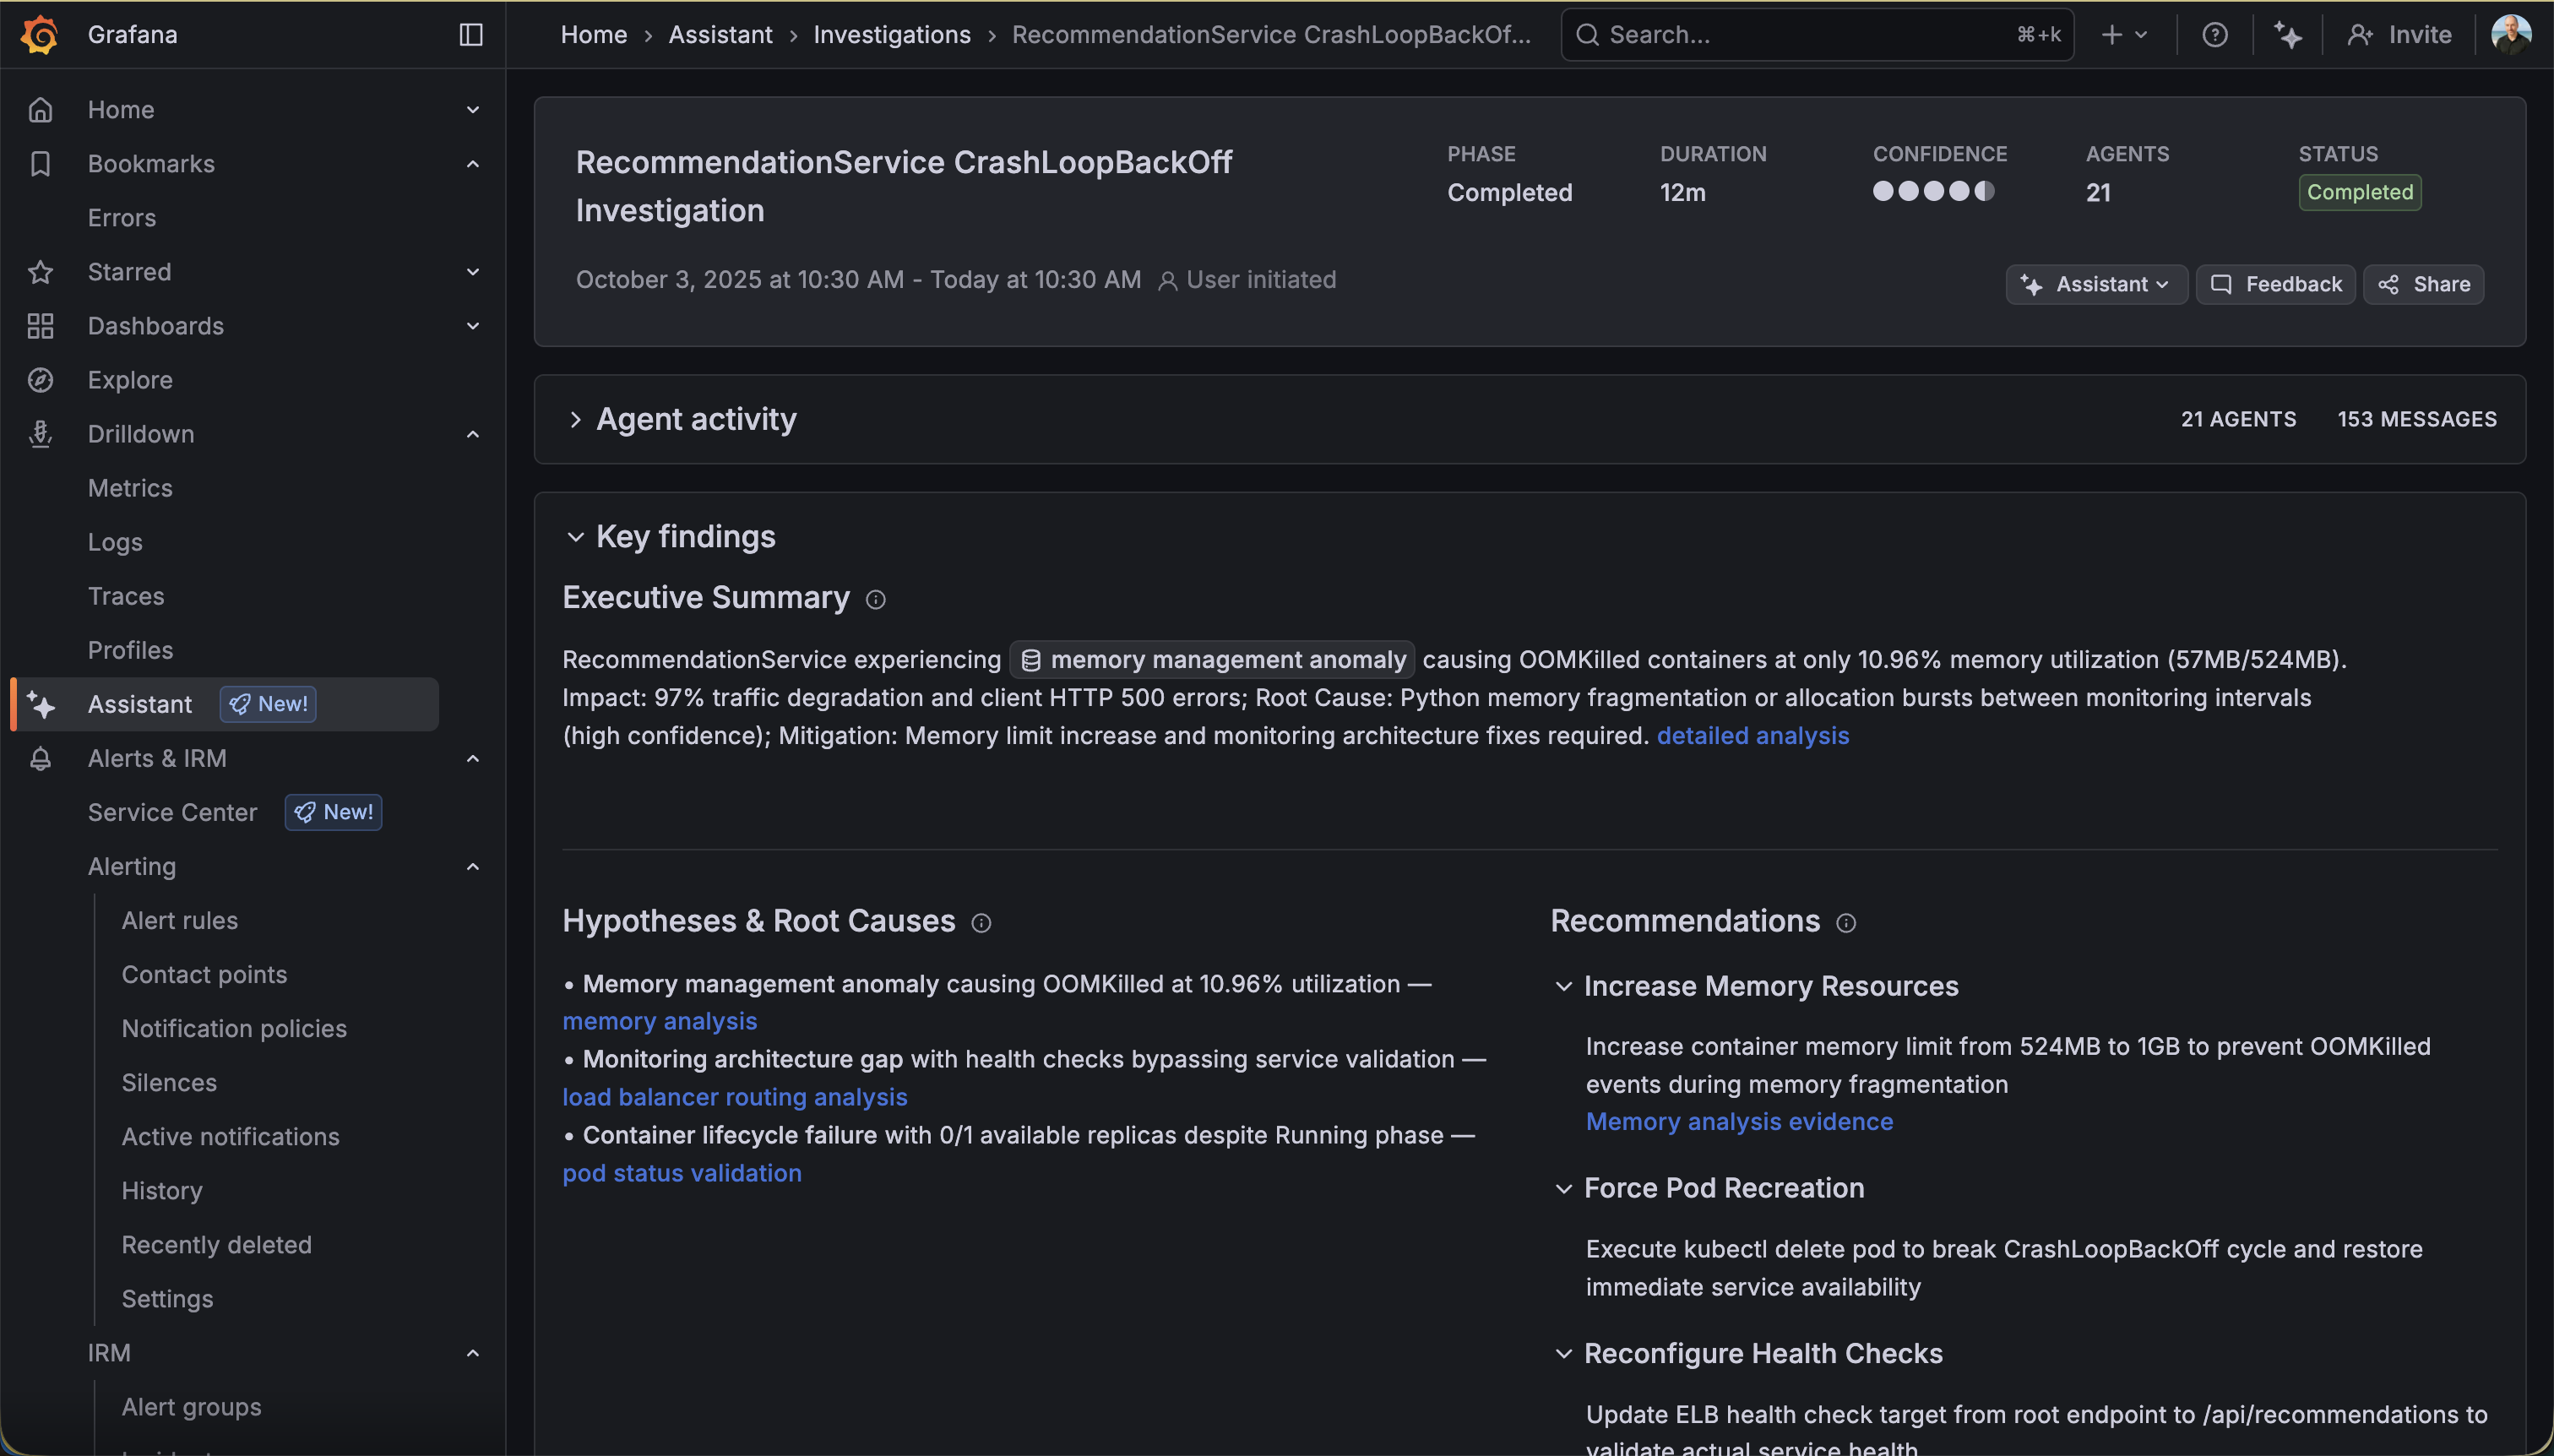 Grafana
Home › Assistant › Investigations › RecommendationService CrashLoopBackOf...
Search...
⌘+k
Invite
Home
Bookmarks
Errors
Starred
Dashboards
Explore
Drilldown
Metrics
Logs
Traces
Profiles
Assistant New!
Alerts & IRM
Service Center New!
Alerting
Alert rules
Contact points
Notification policies
Silences
Active notifications
History
Recently deleted
Settings
IRM
Alert groups
RecommendationService CrashLoopBackOff
Investigation
October 3, 2025 at 10:30 AM - Today at 10:30 AM User initiated
PHASE
Completed
DURATION
12m
CONFIDENCE
AGENTS
21
STATUS
Completed
Assistant
Feedback
Share
Agent activity
21 AGENTS
153 MESSAGES
Key findings
Executive Summary
RecommendationService experiencing memory management anomaly causing OOMKilled containers at only 10.96% memory utilization (57MB/524MB).
Impact: 97% traffic degradation and client HTTP 500 errors; Root Cause: Python memory fragmentation or allocation bursts between monitoring intervals
(high confidence); Mitigation: Memory limit increase and monitoring architecture fixes required. detailed analysis
Hypotheses & Root Causes
• Memory management anomaly causing OOMKilled at 10.96% utilization —
memory analysis
• Monitoring architecture gap with health checks bypassing service validation —
load balancer routing analysis
• Container lifecycle failure with 0/1 available replicas despite Running phase —
pod status validation
Recommendations
Increase Memory Resources
Increase container memory limit from 524MB to 1GB to prevent OOMKilled
events during memory fragmentation
Memory analysis evidence
Force Pod Recreation
Execute kubectl delete pod to break CrashLoopBackOff cycle and restore
immediate service availability
Reconfigure Health Checks
Update ELB health check target from root endpoint to /api/recommendations to
validate actual service health